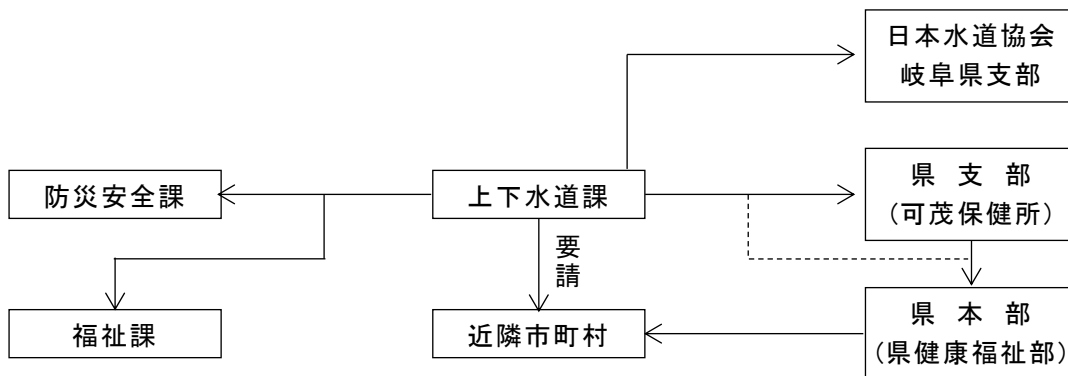 日本水道協会
岐阜県支部
防災安全課
上下水道課
県 支 部
(可茂保健所)
要請
福祉課
近隣市町村
県 本 部
(県健康福祉部)